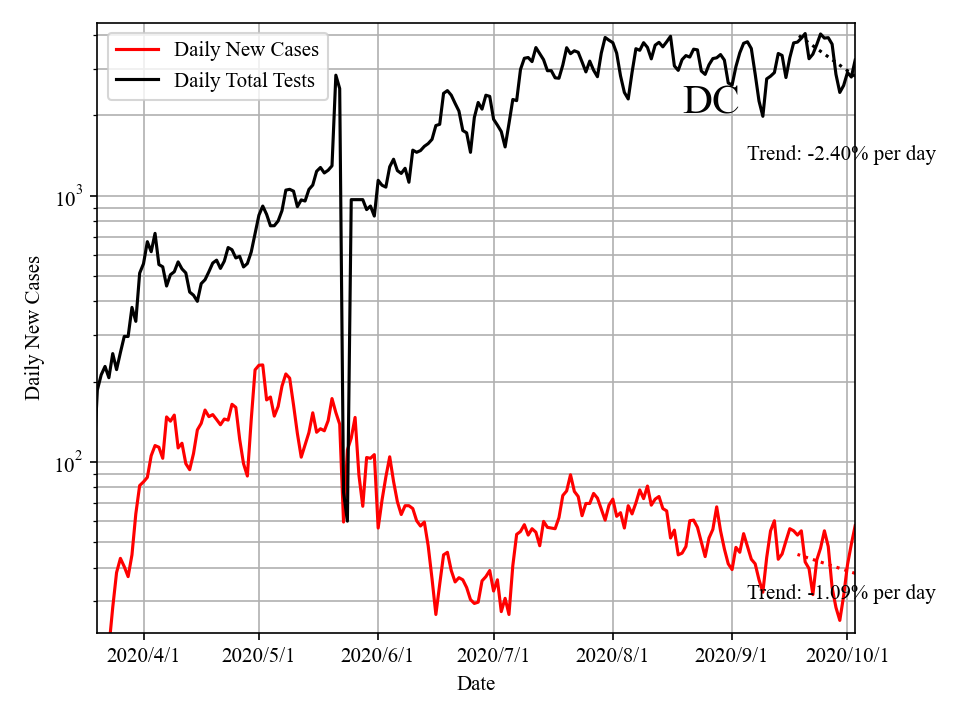 Daily New Cases
Daily Total Tests
DC
Trend: -2.40% per day
10³
Daily New Cases
10²
Trend: -1.09% per day
2020/4/1 2020/5/1 2020/6/1 2020/7/1 2020/8/1 2020/9/1 2020/10/1
Date